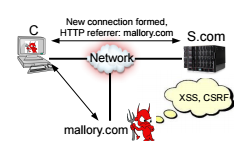 New connection formed,
HTTP referrer: mallory.com
C
S.com
Network
XSS, CSRF
mallory.com